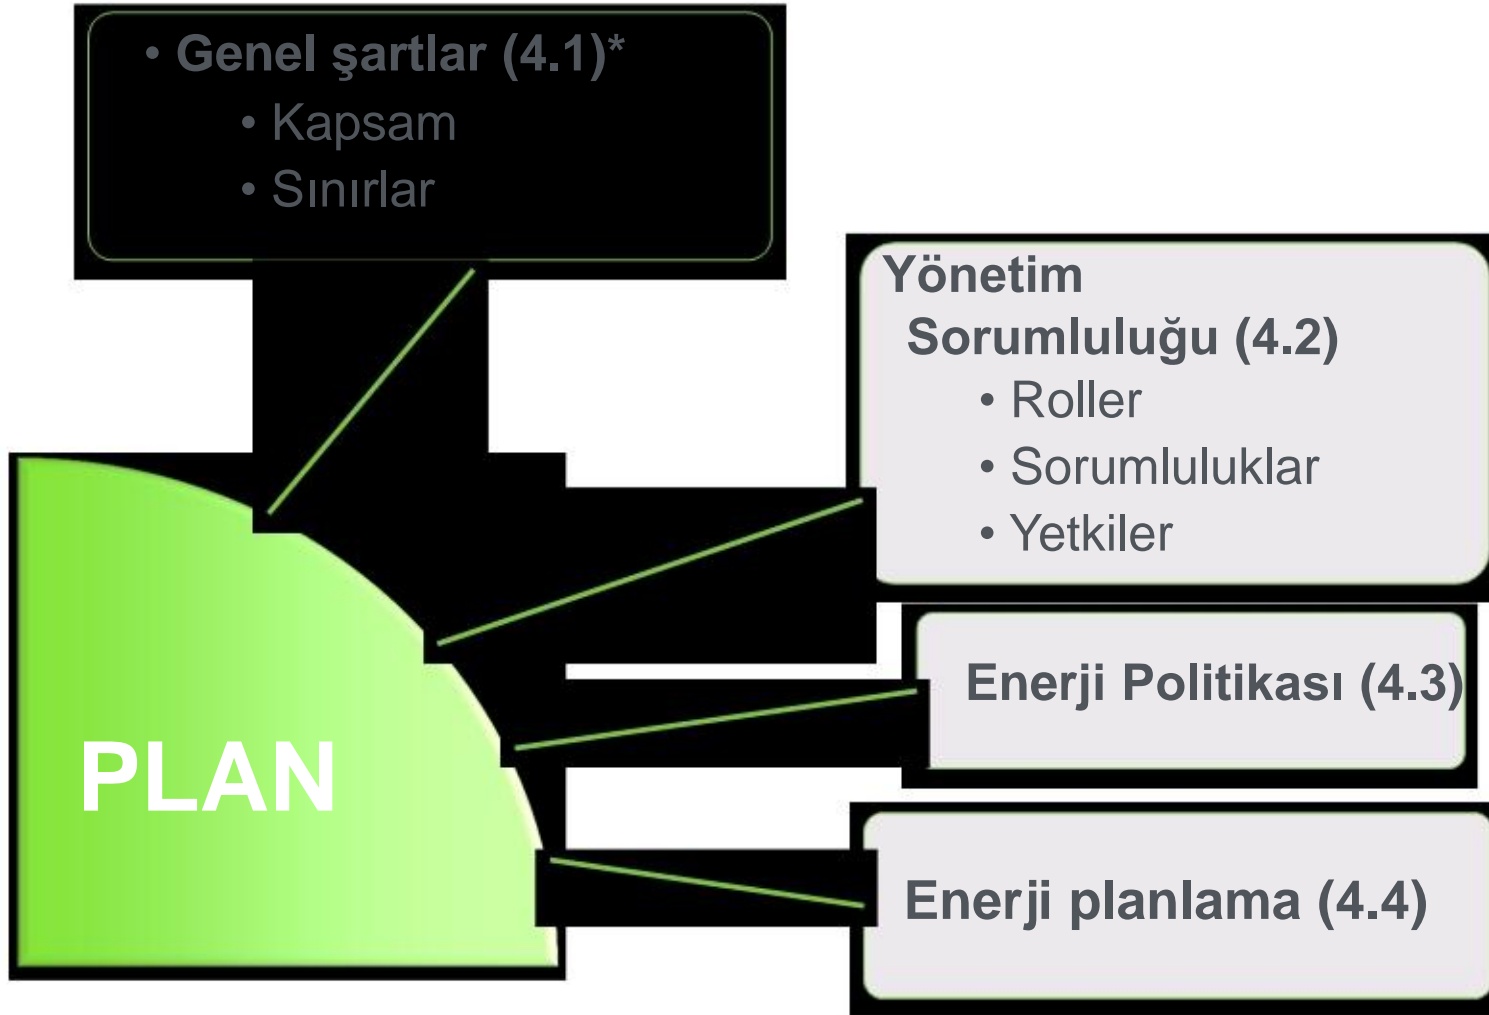 • Genel şartlar (4.1)*
• Kapsam
• Sınırlar
Yönetim
Sorumluluğu (4.2)
• Roller
• Sorumluluklar
• Yetkiler
Enerji Politikası (4.3)
PLAN
Enerji planlama (4.4)